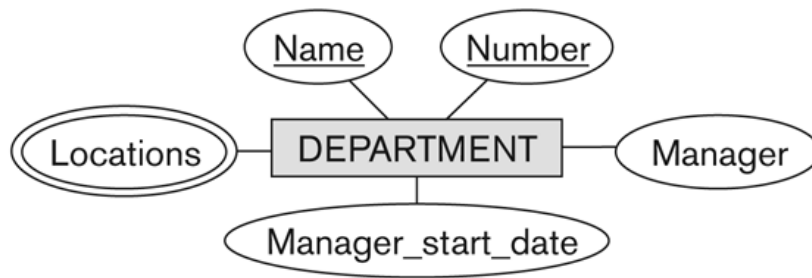 Name
Number
Locations
DEPARTMENT
Manager
Manager_start_date